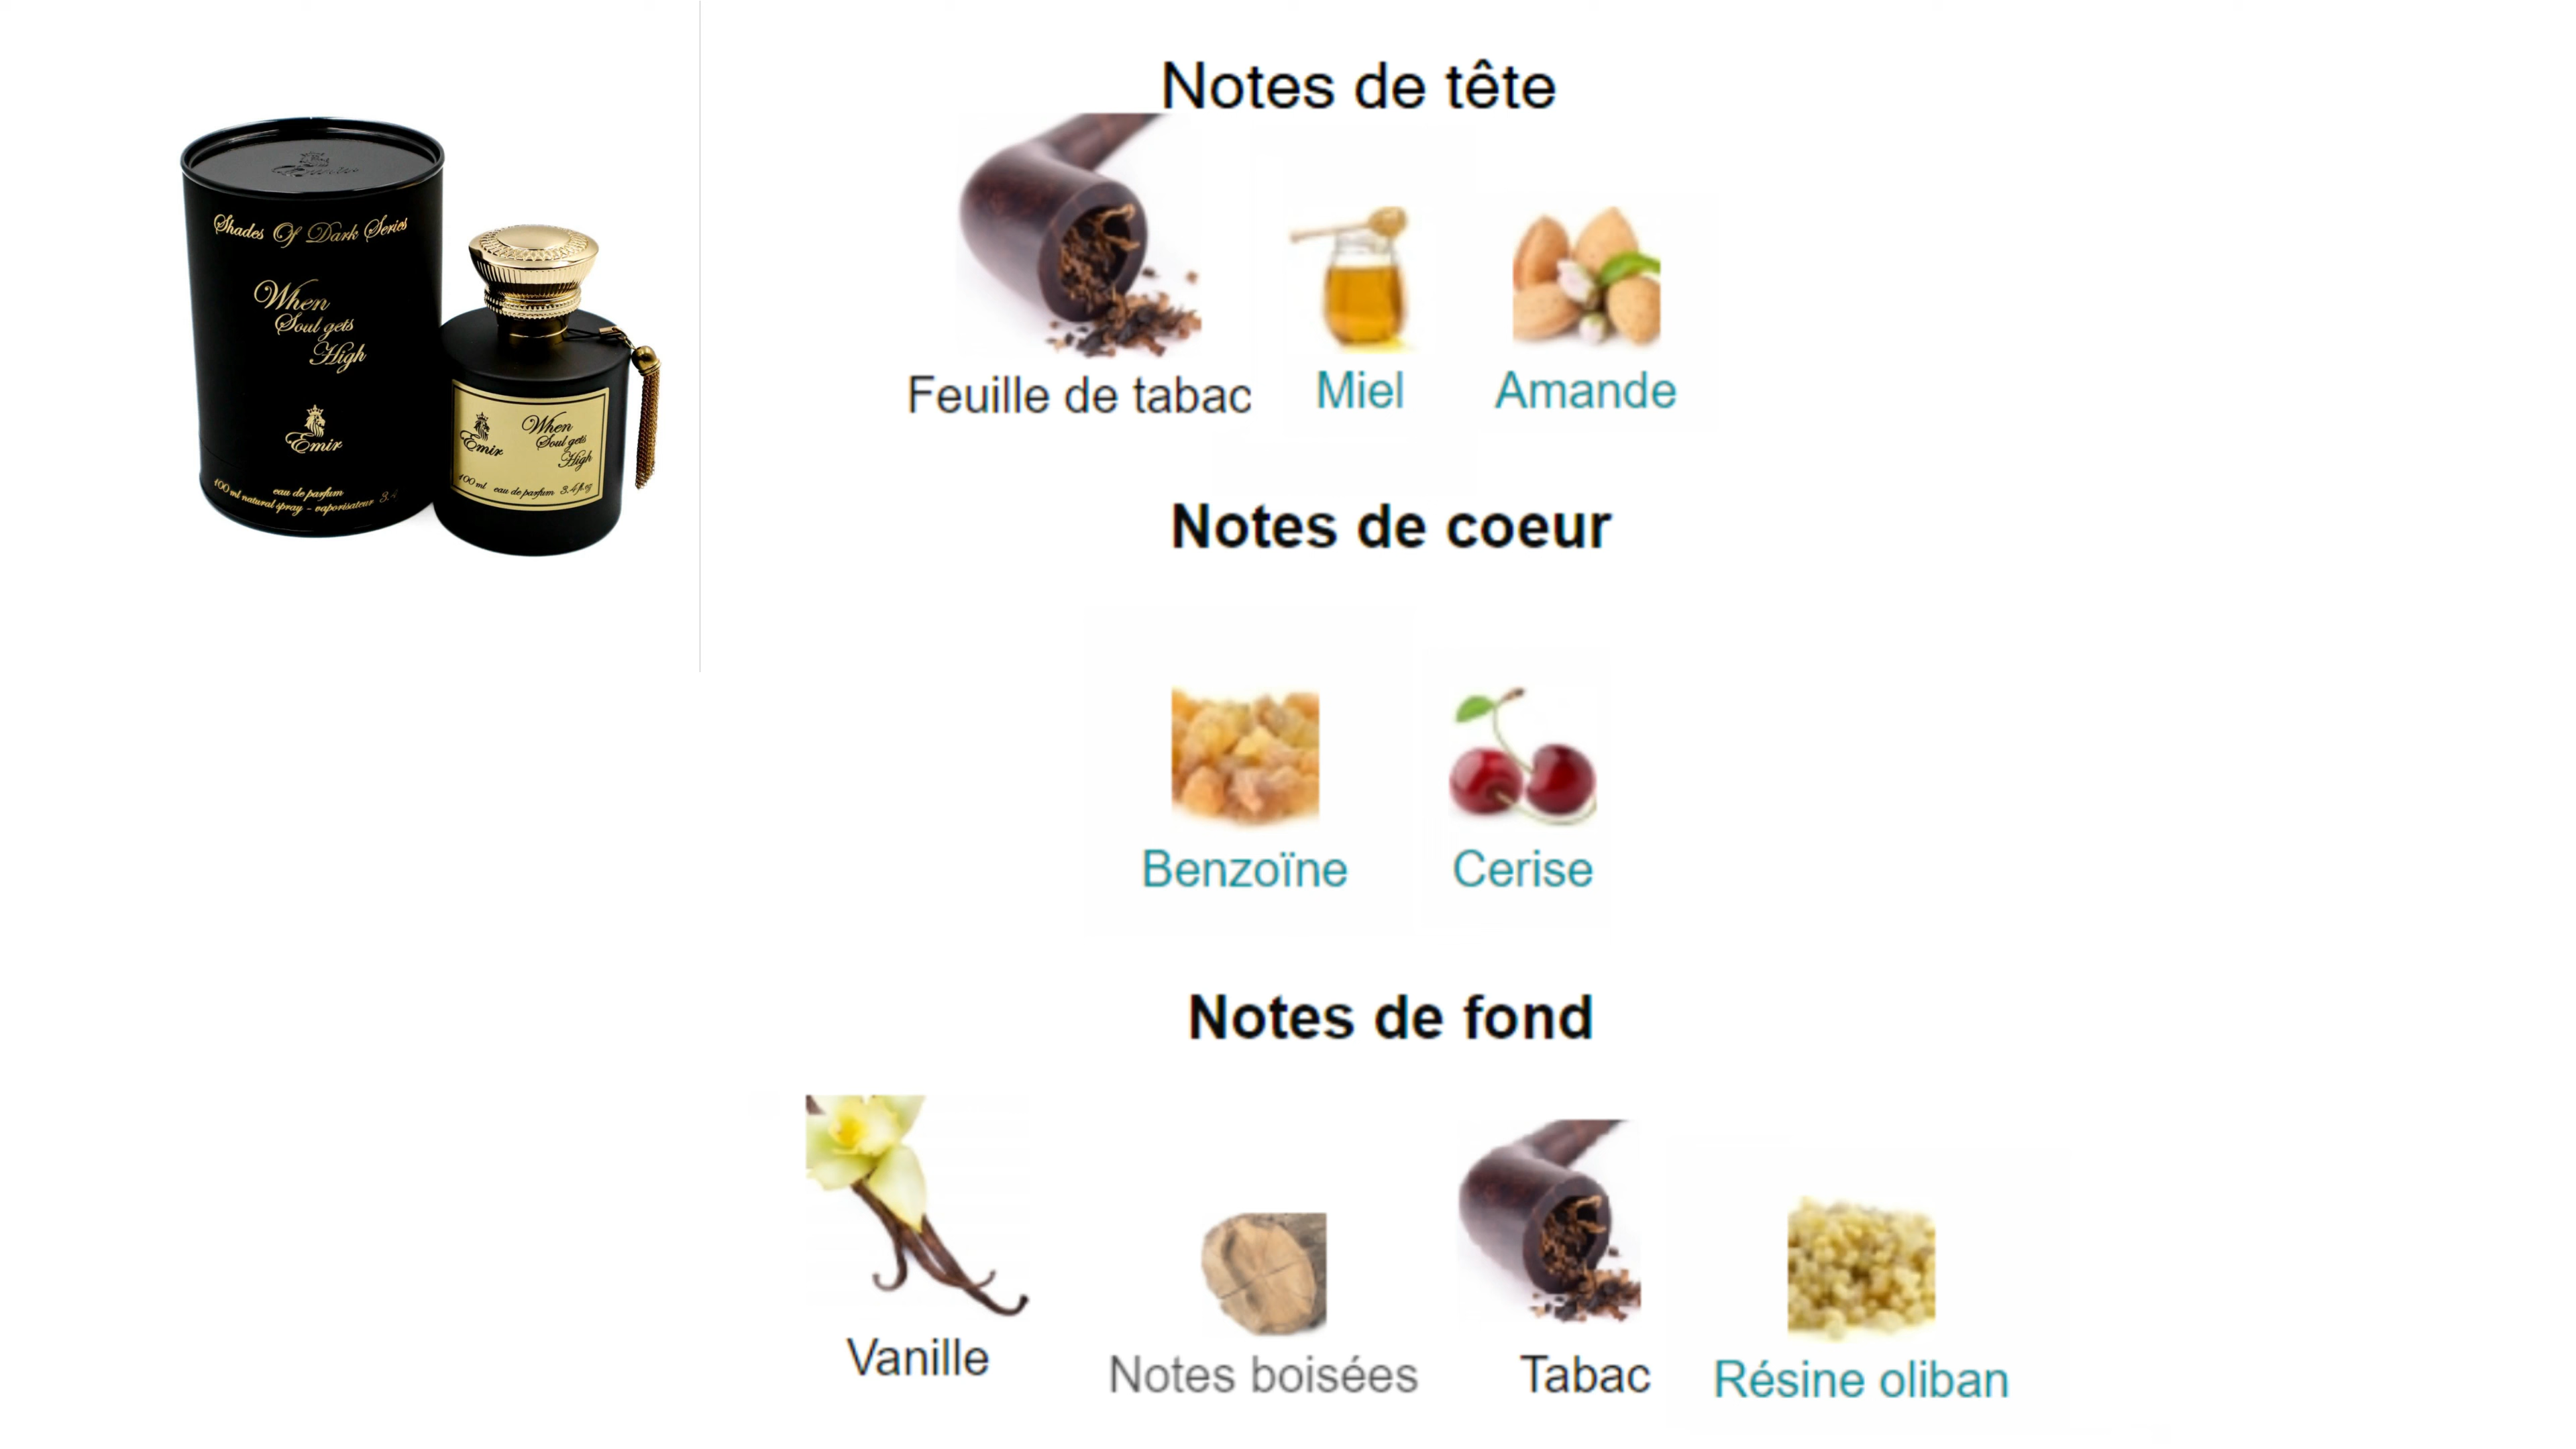 Shades Of Dark Series
When
Soul gets
High
Emir
eau de parfum
100 ml natural spray - vaporisateur 3.4
Emir
When
Soul gets
High
100 ml eau de parfum 3.4 fl.oz
Notes de tête
Feuille de tabac
Miel
Amande
Notes de coeur
Benzoïne
Cerise
Notes de fond
Vanille
Notes boisées
Tabac
Résine oliban